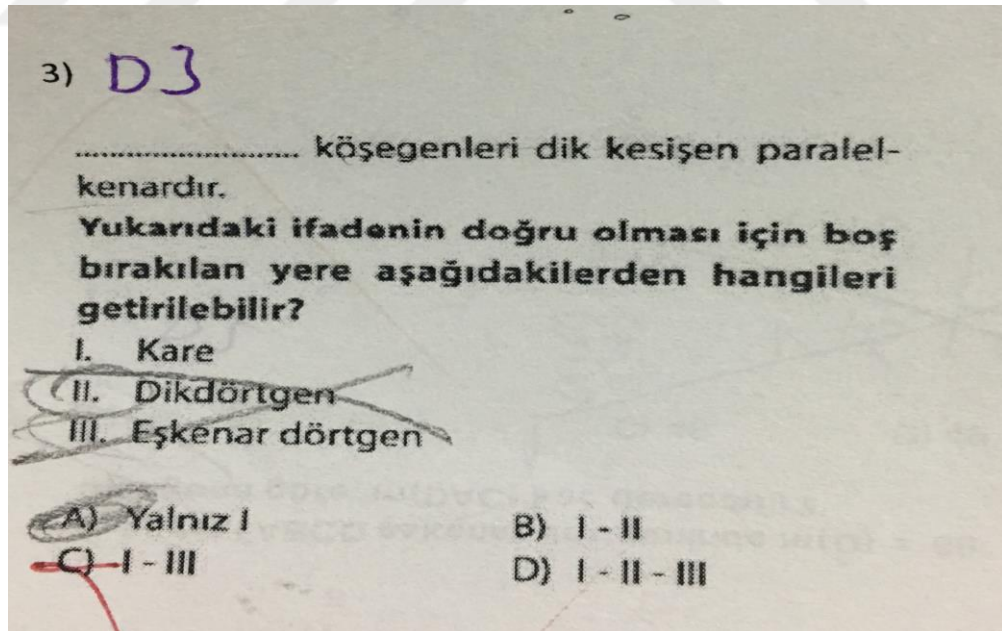 3) D3
........................ köşegenleri dik kesişen paralel-
kenardır.
Yukarıdaki ifadenin doğru olması için boş
bırakılan yere aşağıdakilerden hangileri
getirilebilir?
I. Kare
II. Dikdörtgen
III. Eşkenar dörtgen
A) Yalnız I
B) I - II
C) I - III
D) I - II - III